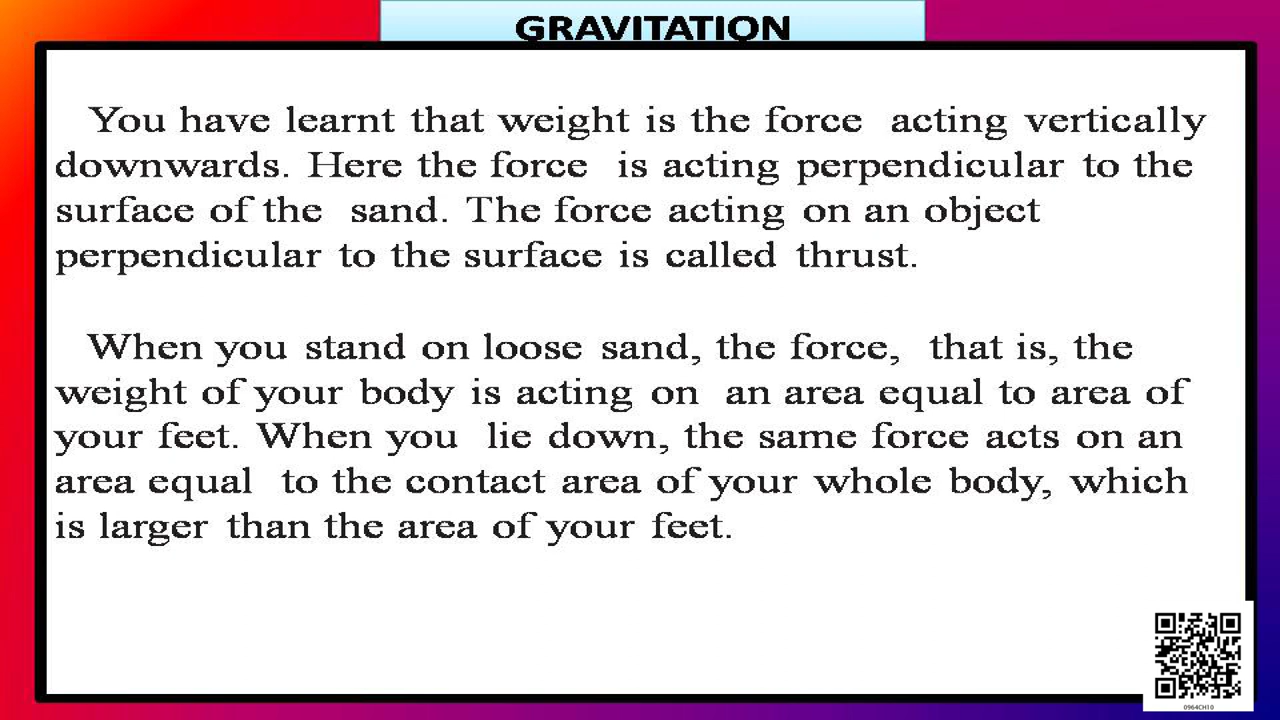 GRAVITATION
You have learnt that weight is the force acting vertically
downwards. Here the force is acting perpendicular to the
surface of the sand. The force acting on an object
perpendicular to the surface is called thrust.
When you stand on loose sand, the force, that is, the
weight of your body is acting on an area equal to area of
your feet. When you lie down, the same force acts on an
area equal to the contact area of your whole body, which
is larger than the area of your feet.
0964CH10